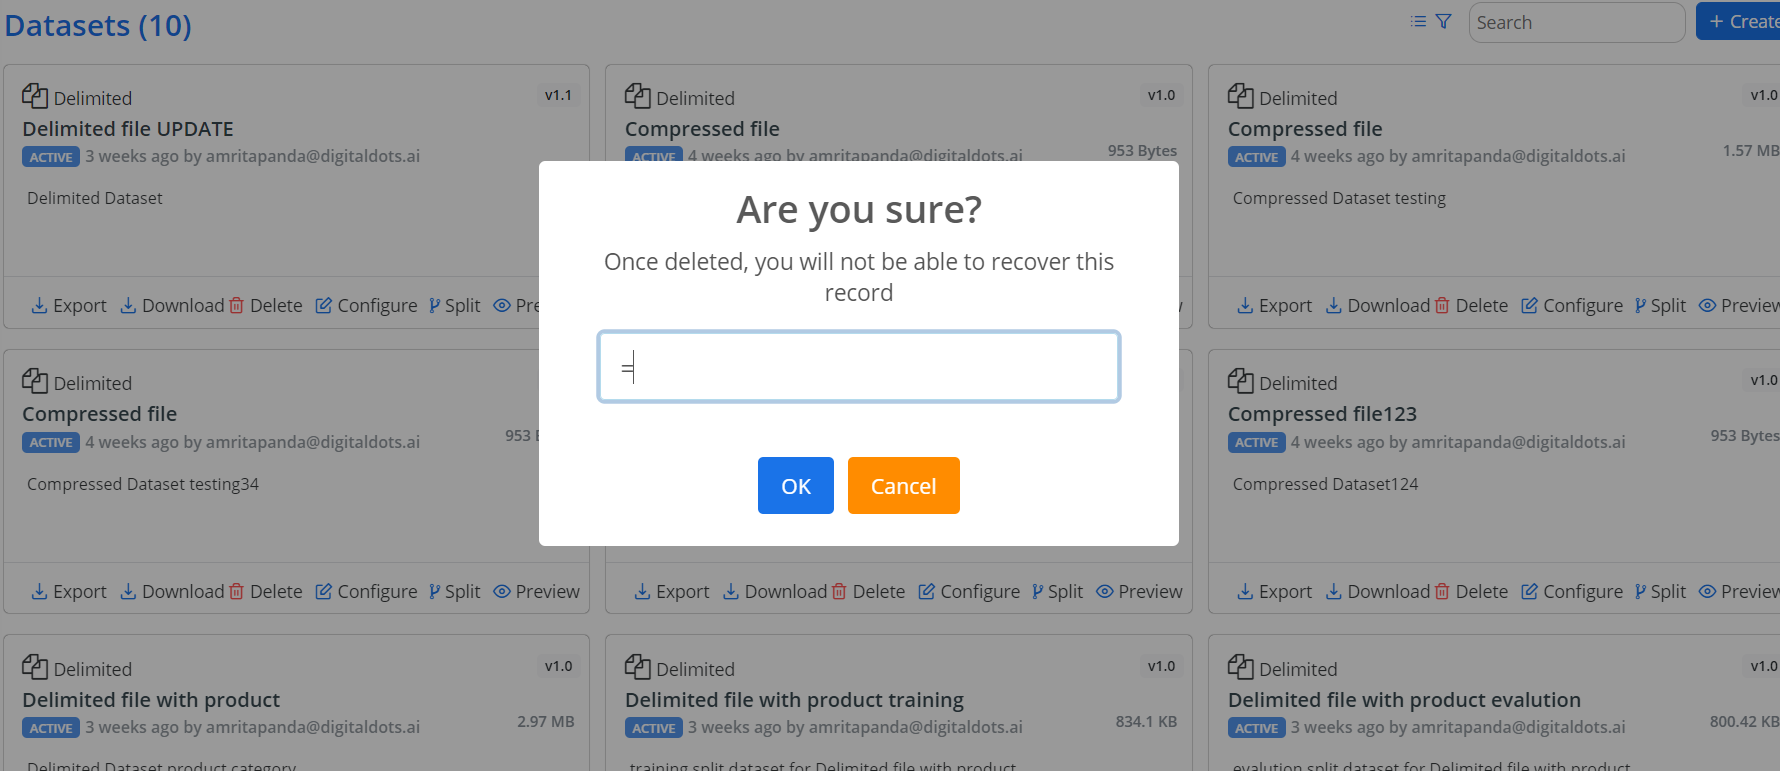 Datasets (10)
Search
+ Create
Delimited v1.1
Delimited file UPDATE
ACTIVE 3 weeks ago by amritapanda@digitaldots.ai
Delimited Dataset
Export Download Delete Configure Split Pre
Delimited v1.0
Compressed file
ACTIVE 4 weeks ago by amritapanda@digitaldots.ai 953 Bytes
Delimited v1.0
Compressed file
ACTIVE 4 weeks ago by amritapanda@digitaldots.ai 1.57 MB
Compressed Dataset testing
Export Download Delete Configure Split Preview
Are you sure?
Once deleted, you will not be able to recover this
record
=
OK Cancel
Delimited
Compressed file
ACTIVE 4 weeks ago by amritapanda@digitaldots.ai 953
Compressed Dataset testing34
Export Download Delete Configure Split Preview
Export Download Delete Configure Split Preview
Delimited v1.0
Compressed file123
ACTIVE 4 weeks ago by amritapanda@digitaldots.ai 953 Bytes
Compressed Dataset124
Export Download Delete Configure Split Preview
Delimited v1.0
Delimited file with product
ACTIVE 3 weeks ago by amritapanda@digitaldots.ai 2.97 MB
Delimited Dataset product category
Delimited v1.0
Delimited file with product training
ACTIVE 3 weeks ago by amritapanda@digitaldots.ai 834.1 KB
training split dataset for Delimited file with product
Delimited v1.0
Delimited file with product evalution
ACTIVE 3 weeks ago by amritapanda@digitaldots.ai 800.42 KB
evalution split dataset for Delimited file with product